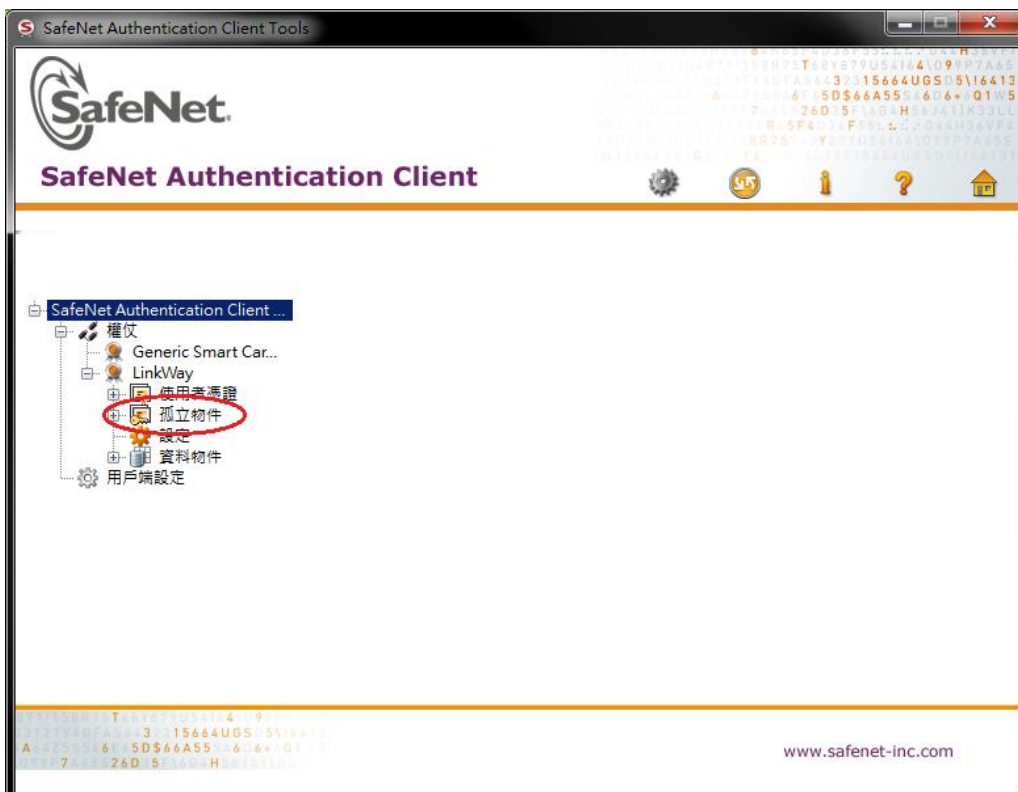 SafeNet Authentication Client Tools
SafeNet.
SafeNet Authentication Client
SafeNet Authentication Client ...
權仗
Generic Smart Car...
LinkWay
使用者憑證
孤立物件
設定
資料物件
用戶端設定
www.safenet-inc.com